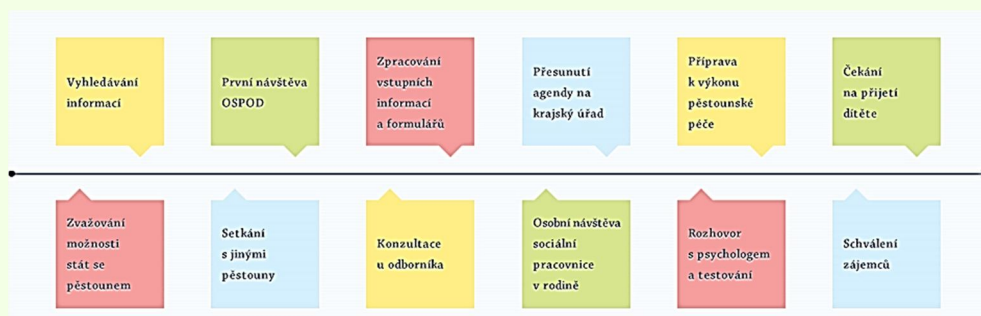 Vyhledávání
informací
První návštěva
OSPOD
Zpracování
vstupních
informací
a formulářů
Přesunutí
agendy na
krajský úřad
Příprava
k výkonu
pěstounské
péče
Čekání
na přijetí
dítěte
Zvažování
možnosti
stát se
pěstounem
Setkání
s jinými
pěstouny
Konzultace
u odborníka
Osobní návštěva
sociální
pracovnice
v rodině
Rozhovor
s psychologem
a testování
Schválení
zájemců